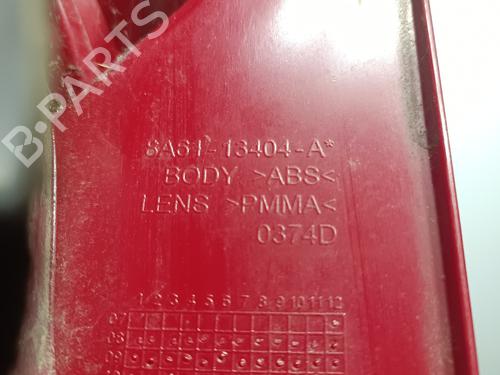 B-PARTS
8A61-13404-A*
BODY >ABS<
LENS >PMMA<
0374D
1 2 3 4 5 6 7 8 9 10 11 12
07
08
09